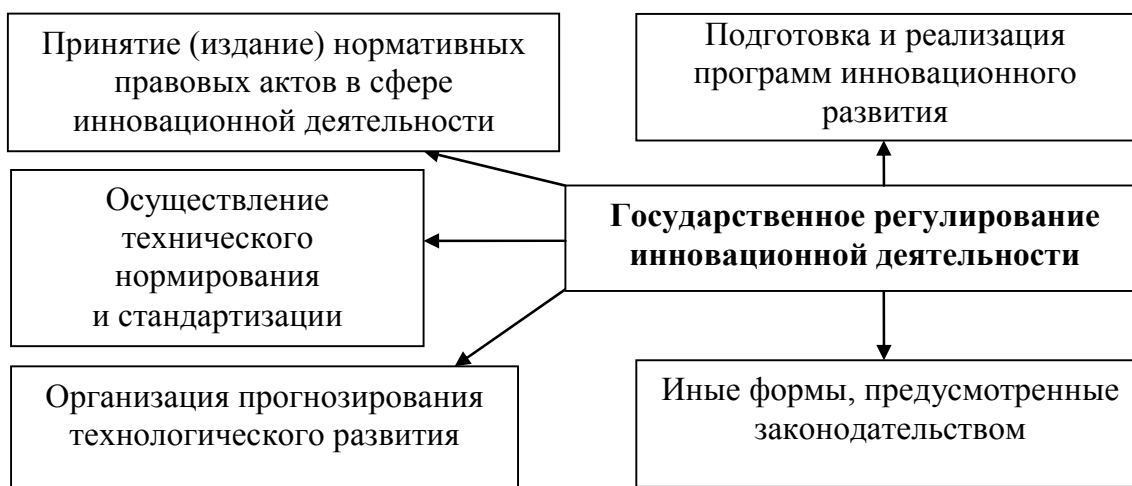 Принятие (издание) нормативных
правовых актов в сфере
инновационной деятельности
Подготовка и реализация
программ инновационного
развития
Осуществление
технического
нормирования
и стандартизации
Государственное регулирование
инновационной деятельности
Организация прогнозирования
технологического развития
Иные формы, предусмотренные
законодательством